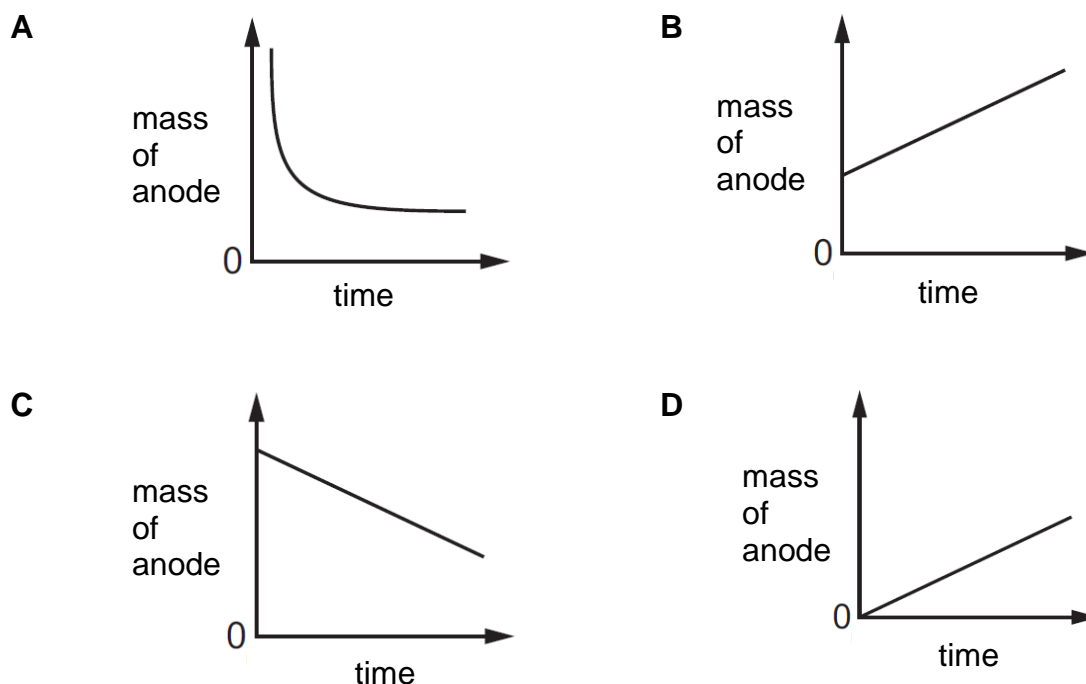 A
mass
of
anode
0
time
B
mass
of
anode
0
time
C
mass
of
anode
0
time
D
mass
of
anode
0
time